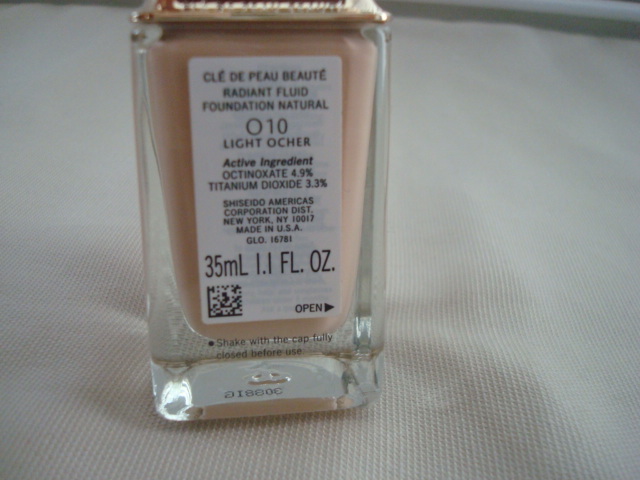 CLÉ DE PEAU BEAUTÉ
RADIANT FLUID
FOUNDATION NATURAL
O10
LIGHT OCHER
Active Ingredient
OCTINOXATE 4.9%
TITANIUM DIOXIDE 3.3%
SHISEIDO AMERICAS
CORPORATION DIST.
NEW YORK, NY 10017
MADE IN U.S.A.
GLO. 16781
35mL 1.1 FL. OZ.
OPEN ▶
• Shake with the cap fully
closed before use